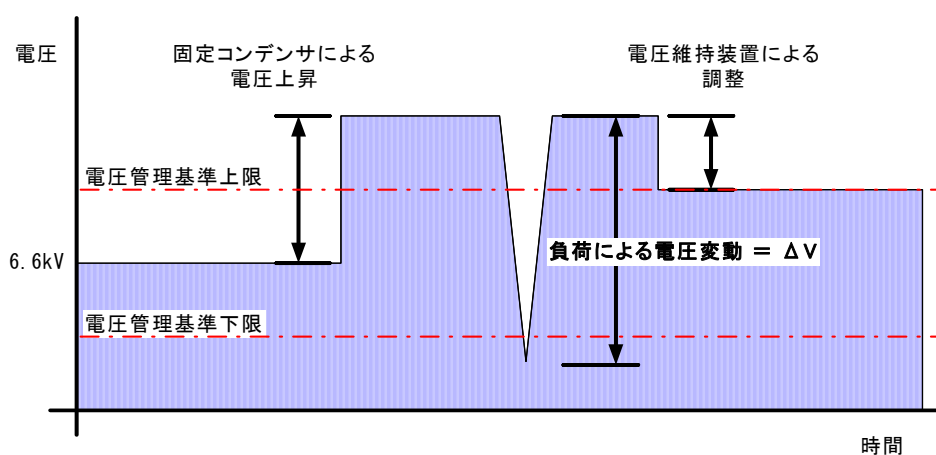 電圧
固定コンデンサによる
電圧上昇
電圧維持装置による
調整
電圧管理基準上限
負荷による電圧変動 = ΔV
6.6kV
電圧管理基準下限
時間